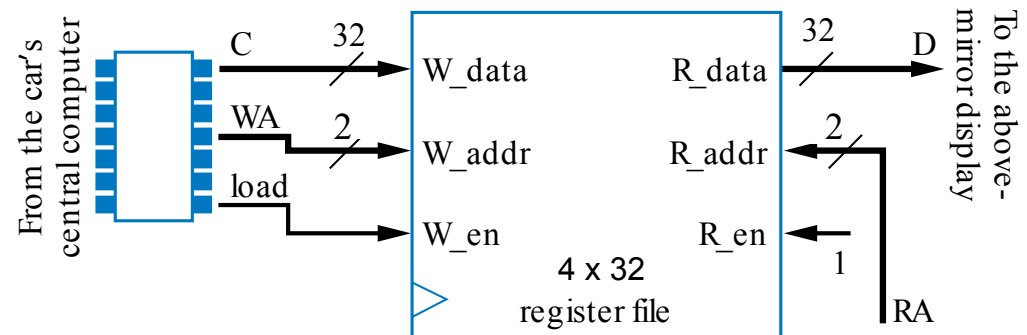 From the car′s
central computer
C
32
WA
2
load
W_data
W_addr
W_en
R_data
R_addr
R_en
4 x 32
register file
32
D
2
1
RA
To the above-
mirror display